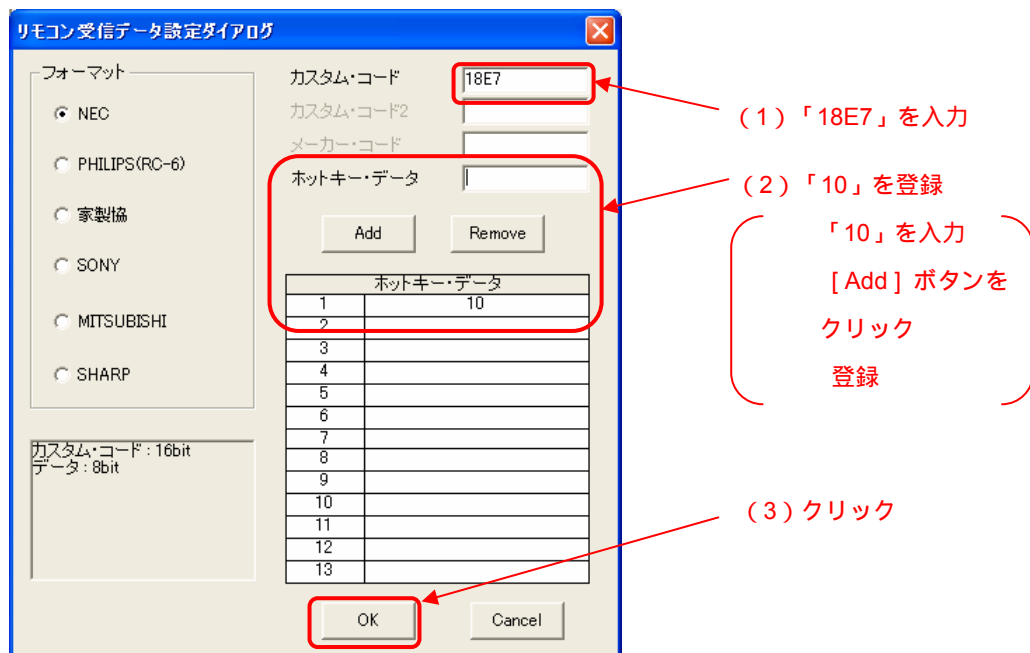 リモコン受信データ設定ダイアログ
フォーマット
NEC
PHILIPS(RC-6)
家製協
SONY
MITSUBISHI
SHARP
カスタム・コード：16bit
データ：8bit
カスタム・コード 18E7
カスタム・コード2
メーカー・コード
ホットキー・データ
Add Remove
ホットキー・データ
1 10
2
3
4
5
6
7
8
9
10
11
12
13
OK Cancel
（1）「18E7」を入力
（2）「10」を登録
「10」を入力
［Add］ボタンを
クリック
登録
（3）クリック